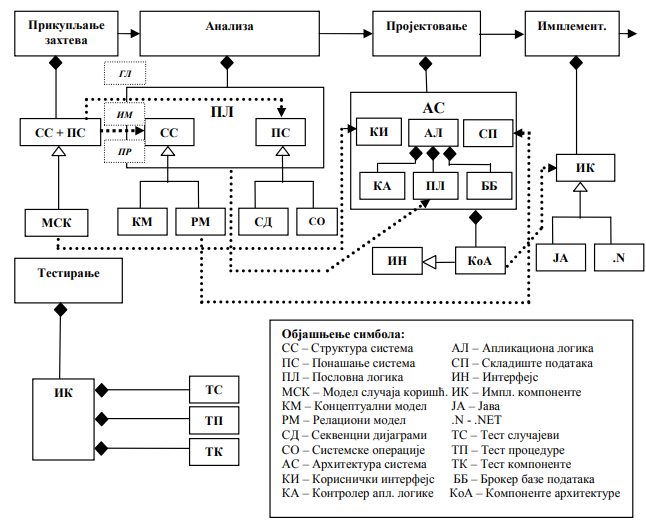 Прикупљање
захтева
Анализа
Пројектовање
Имплемент.
ГЛ
ПЛ
ИМ
ПР
СС + ПС
СС
ПС
МСК
КМ
РМ
СД
СО
АС
КИ
АЛ
СП
КА
ПЛ
ББ
ИН
КоА
ИК
ЈА
.N
Тестирање
ИК
ТС
ТП
ТК
Објашњење симбола:
СС – Структура система
ПС – Понашање система
ПЛ – Пословна логика
МСК – Модел случаја коришћ.
КМ – Концептуални модел
РМ – Релациони модел
СД – Секвенцни дијаграми
СО – Системске операције
АС – Архитектура система
КИ – Кориснички интерфејс
КА – Контролер апл. логике
АЛ – Апликациона логика
СП – Складиште података
ИН – Интерфејс
ИК – Импл. компоненте
ЈА – Јава
.N - .NET
ТС – Тест случајеви
ТП – Тест процедуре
ТК – Тест компоненте
ББ – Брокер базе података
КоА – Компоненте архитектуре